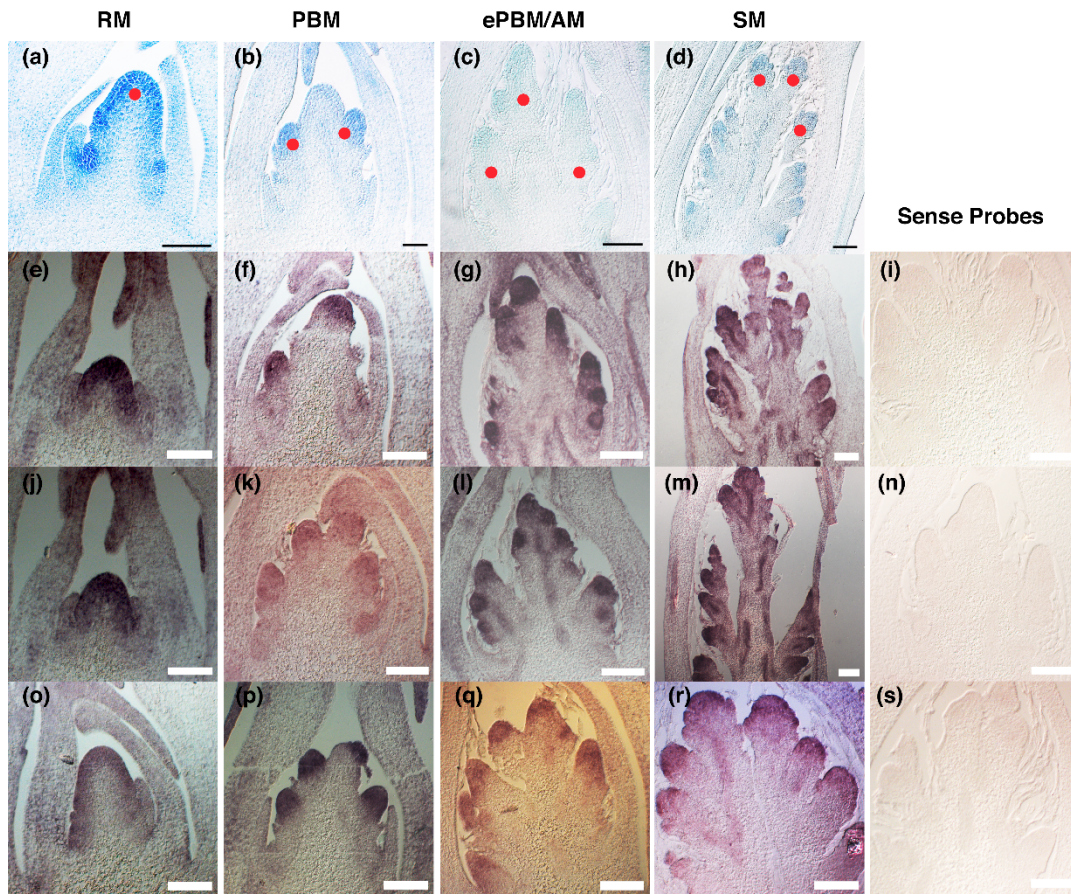 RM PBM ePBM/AM SM
(a) (b) (c) (d)
Sense Probes
(e) (f) (g) (h) (i)
(j) (k) (l) (m) (n)
(o) (p) (q) (r) (s)